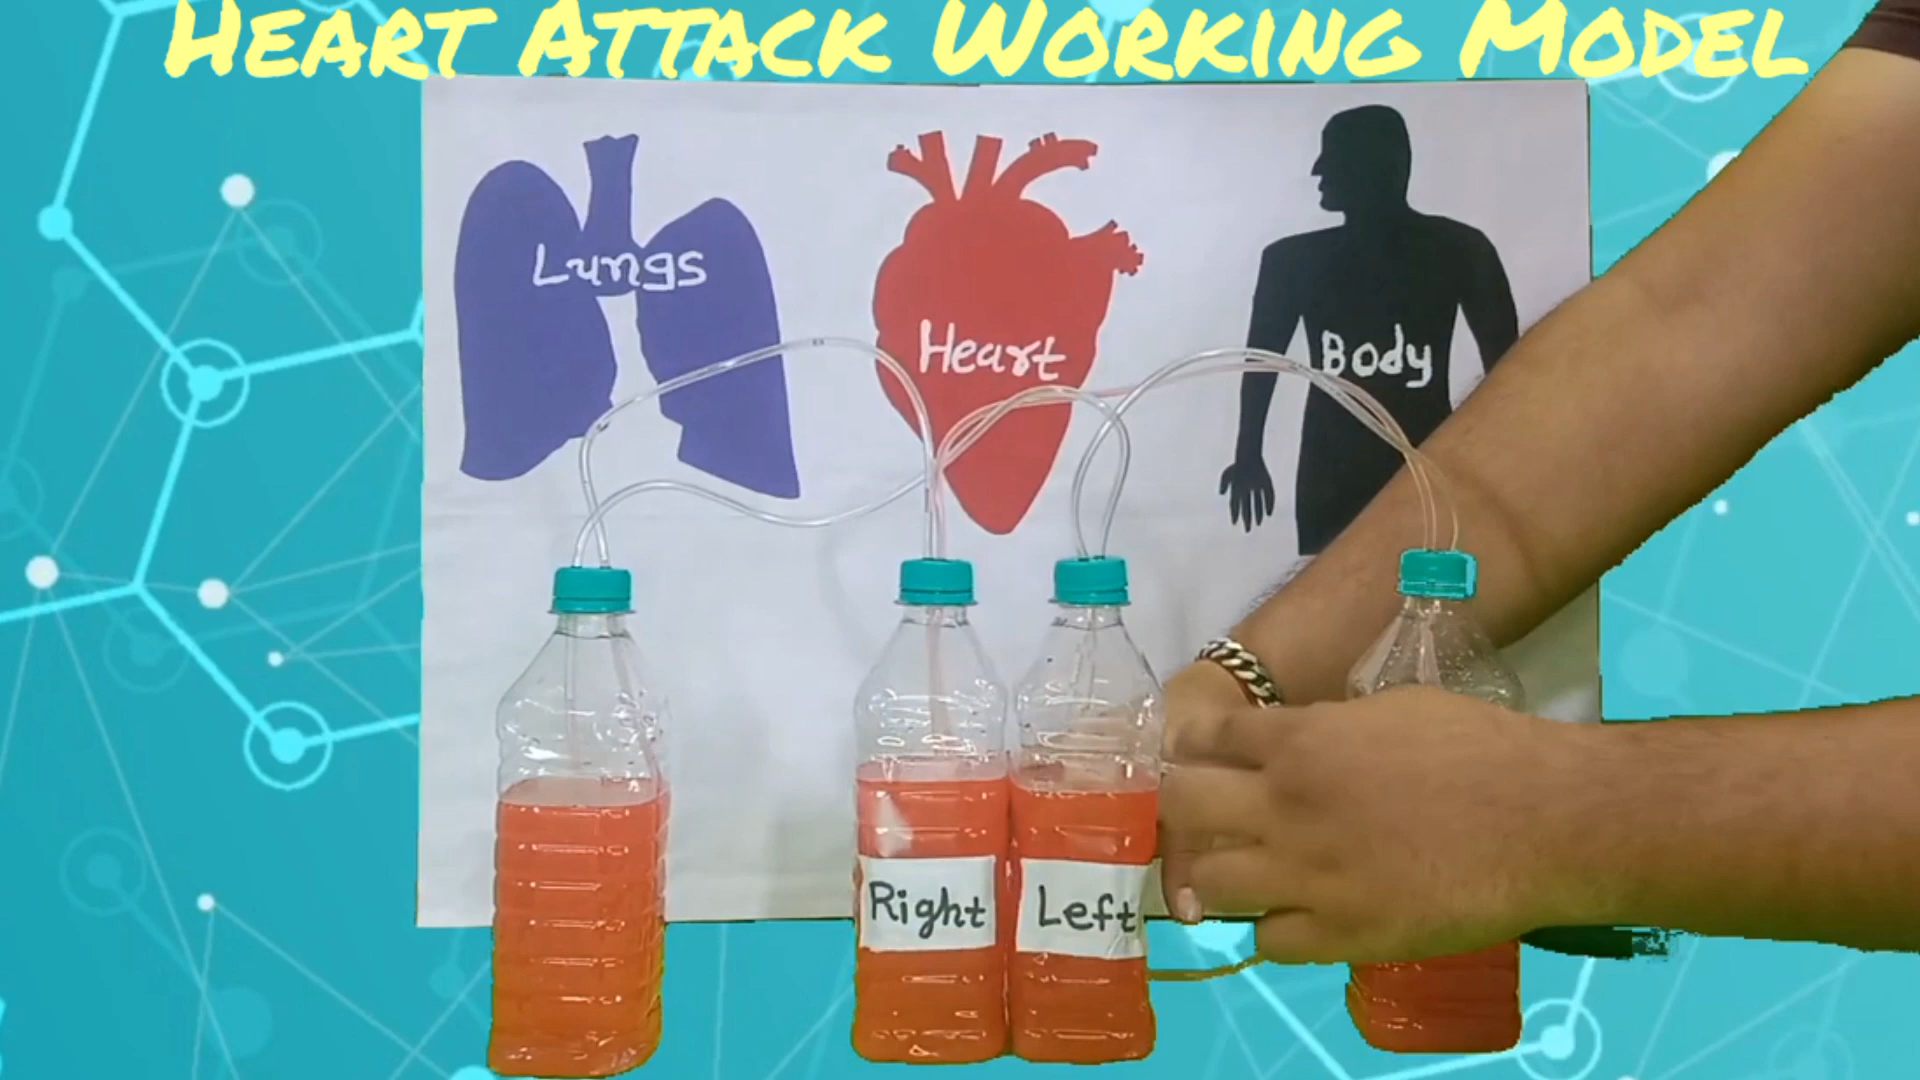 HEART ATTACK WORKING MODEL
Lungs
Heart
Body
Right
Left